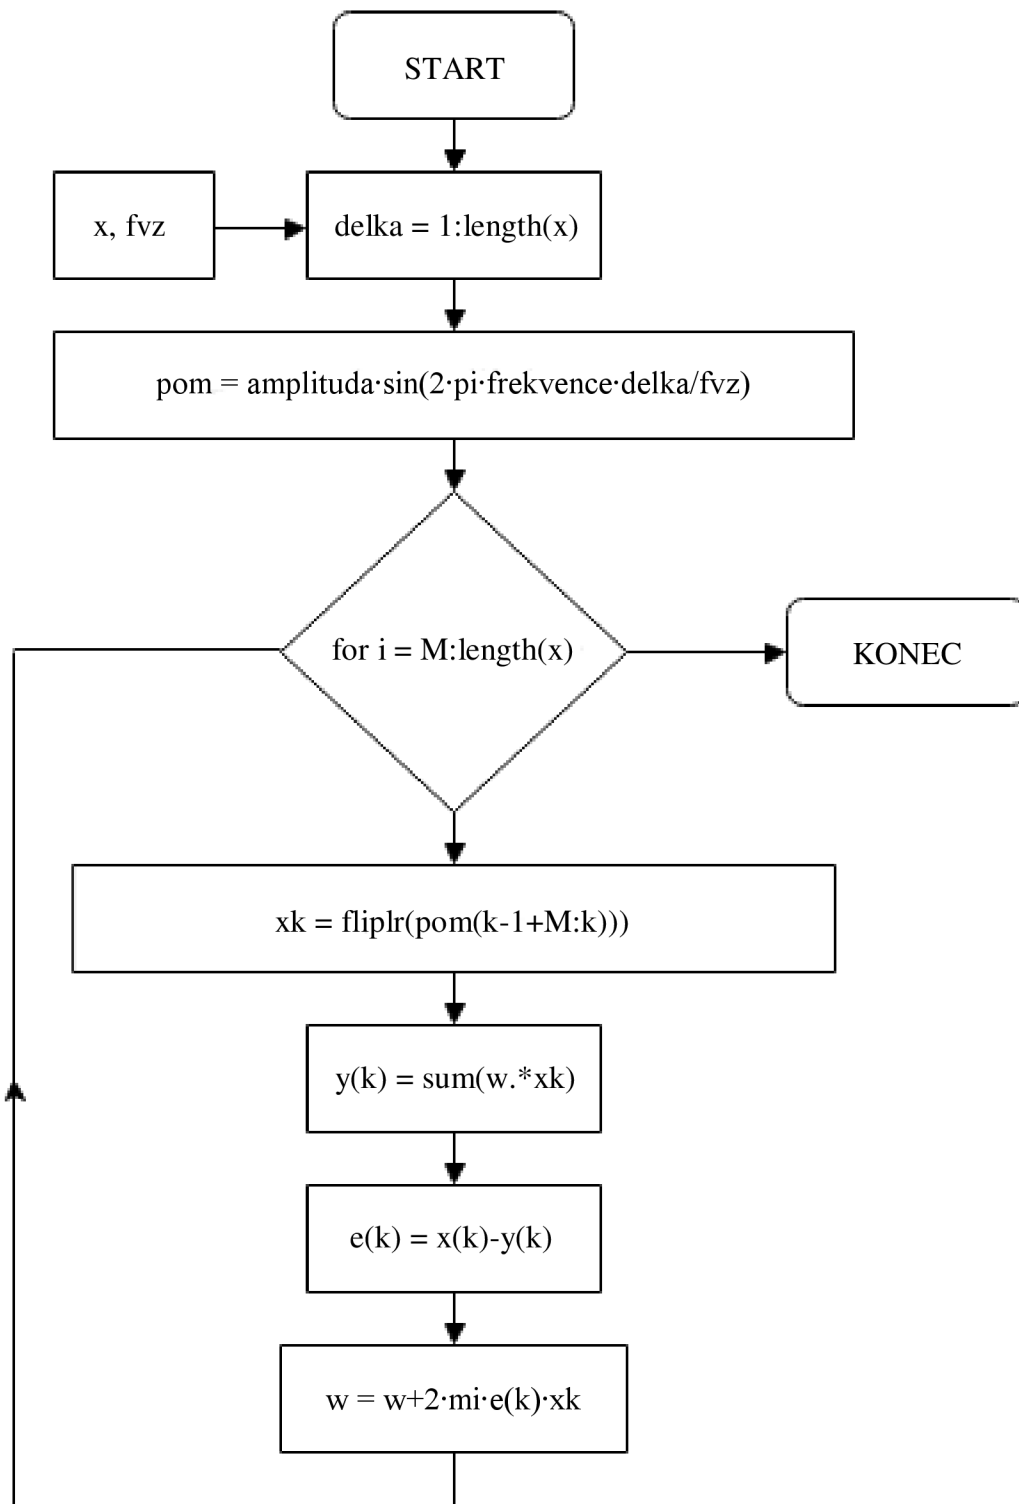 START
x, fvz
delka = 1:length(x)
pom = amplituda·sin(2·pi·frekvence·delka/fvz)
for i = M:length(x)
KONEC
xk = fliplr(pom(k-1+M:k)))
y(k) = sum(w.*xk)
e(k) = x(k)-y(k)
w = w+2·mi·e(k)·xk